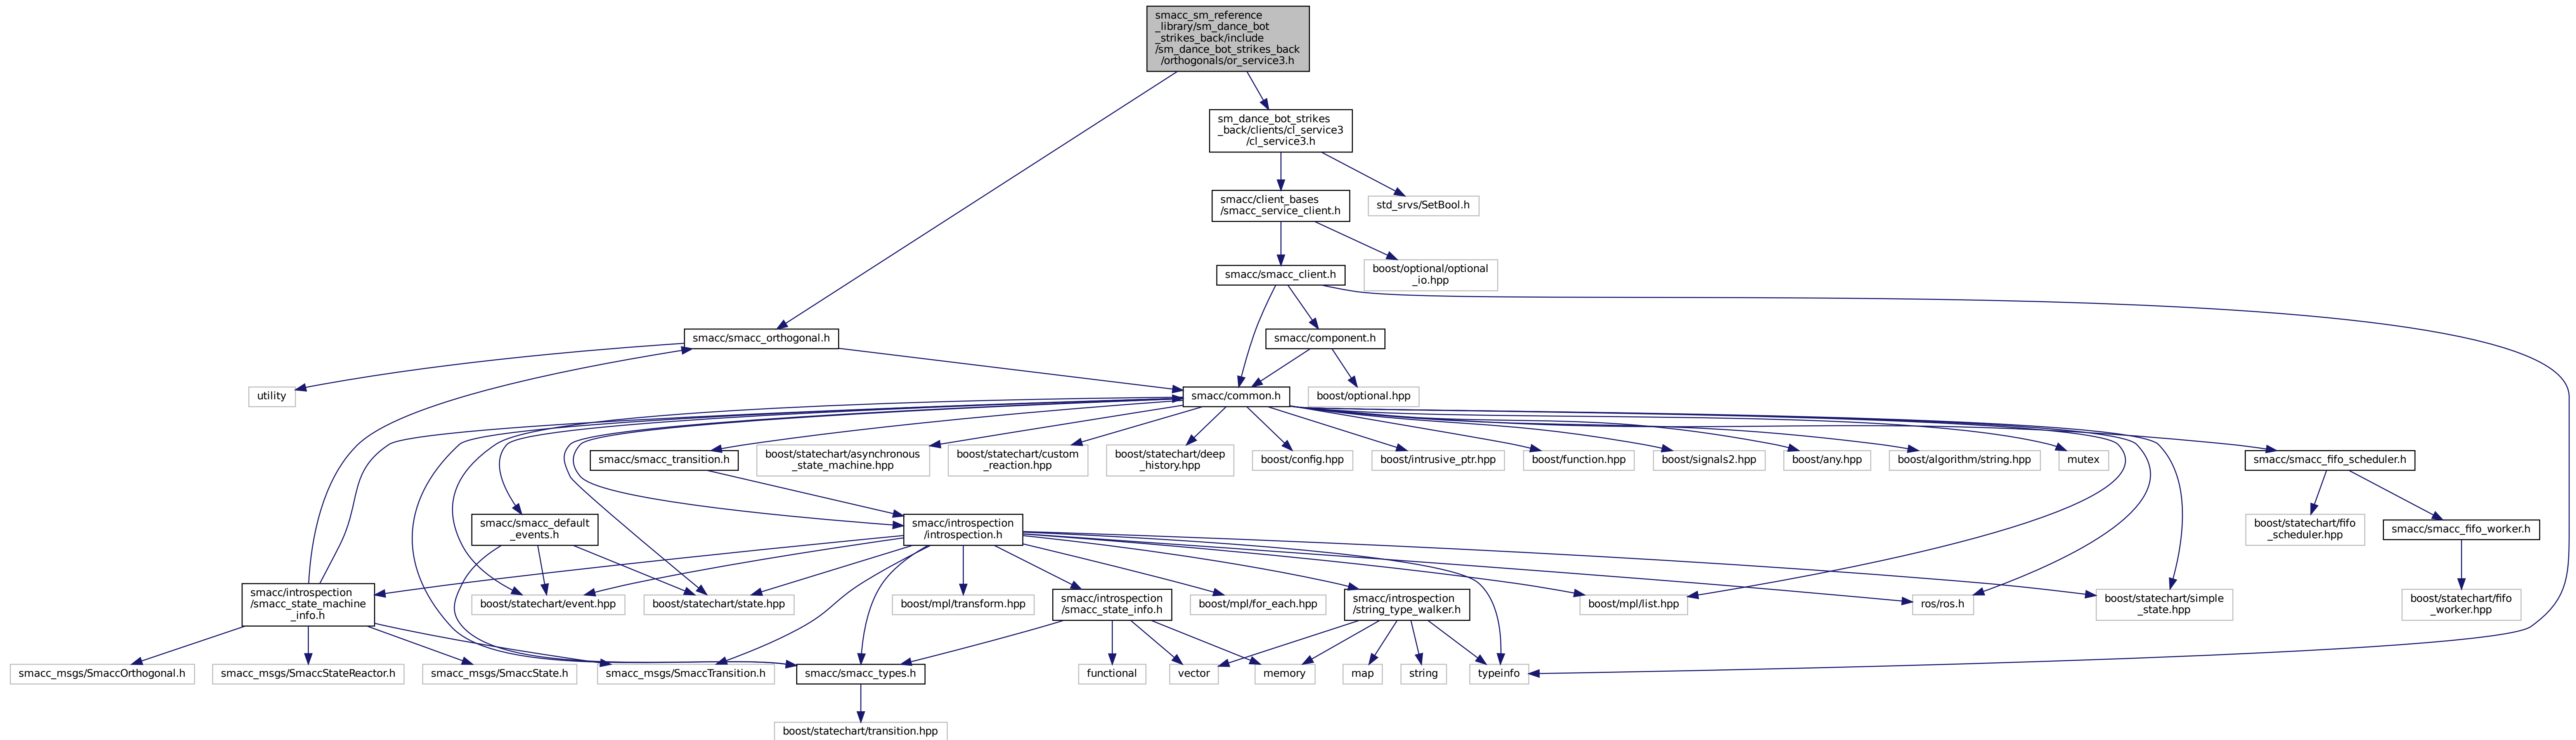 smacc_sm_reference
_library/sm_dance_bot
_strikes_back/include
/sm_dance_bot_strikes_back
/orthogonals/or_service3.h
sm_dance_bot_strikes
_back/clients/cl_service3
/cl_service3.h
smacc/client_bases
/smacc_service_client.h
std_srvs/SetBool.h
smacc/smacc_client.h
boost/optional/optional
_io.hpp
smacc/smacc_orthogonal.h
smacc/component.h
utility
smacc/common.h
boost/optional.hpp
smacc/smacc_transition.h
boost/statechart/asynchronous
_state_machine.hpp
boost/statechart/custom
_reaction.hpp
boost/statechart/deep
_history.hpp
boost/config.hpp
boost/intrusive_ptr.hpp
boost/function.hpp
boost/signals2.hpp
boost/any.hpp
boost/algorithm/string.hpp
mutex
smacc/smacc_fifo_scheduler.h
smacc/smacc_default
_events.h
smacc/introspection
/introspection.h
boost/statechart/fifo
_scheduler.hpp
smacc/smacc_fifo_worker.h
smacc/introspection
/smacc_state_machine
_info.h
boost/statechart/event.hpp
boost/statechart/state.hpp
boost/mpl/transform.hpp
smacc/introspection
/smacc_state_info.h
boost/mpl/for_each.hpp
smacc/introspection
/string_type_walker.h
boost/mpl/list.hpp
ros/ros.h
boost/statechart/simple
_state.hpp
boost/statechart/fifo
_worker.hpp
smacc_msgs/SmaccOrthogonal.h
smacc_msgs/SmaccStateReactor.h
smacc_msgs/SmaccState.h
smacc_msgs/SmaccTransition.h
smacc/smacc_types.h
functional
vector
memory
map
string
typeinfo
boost/statechart/transition.hpp